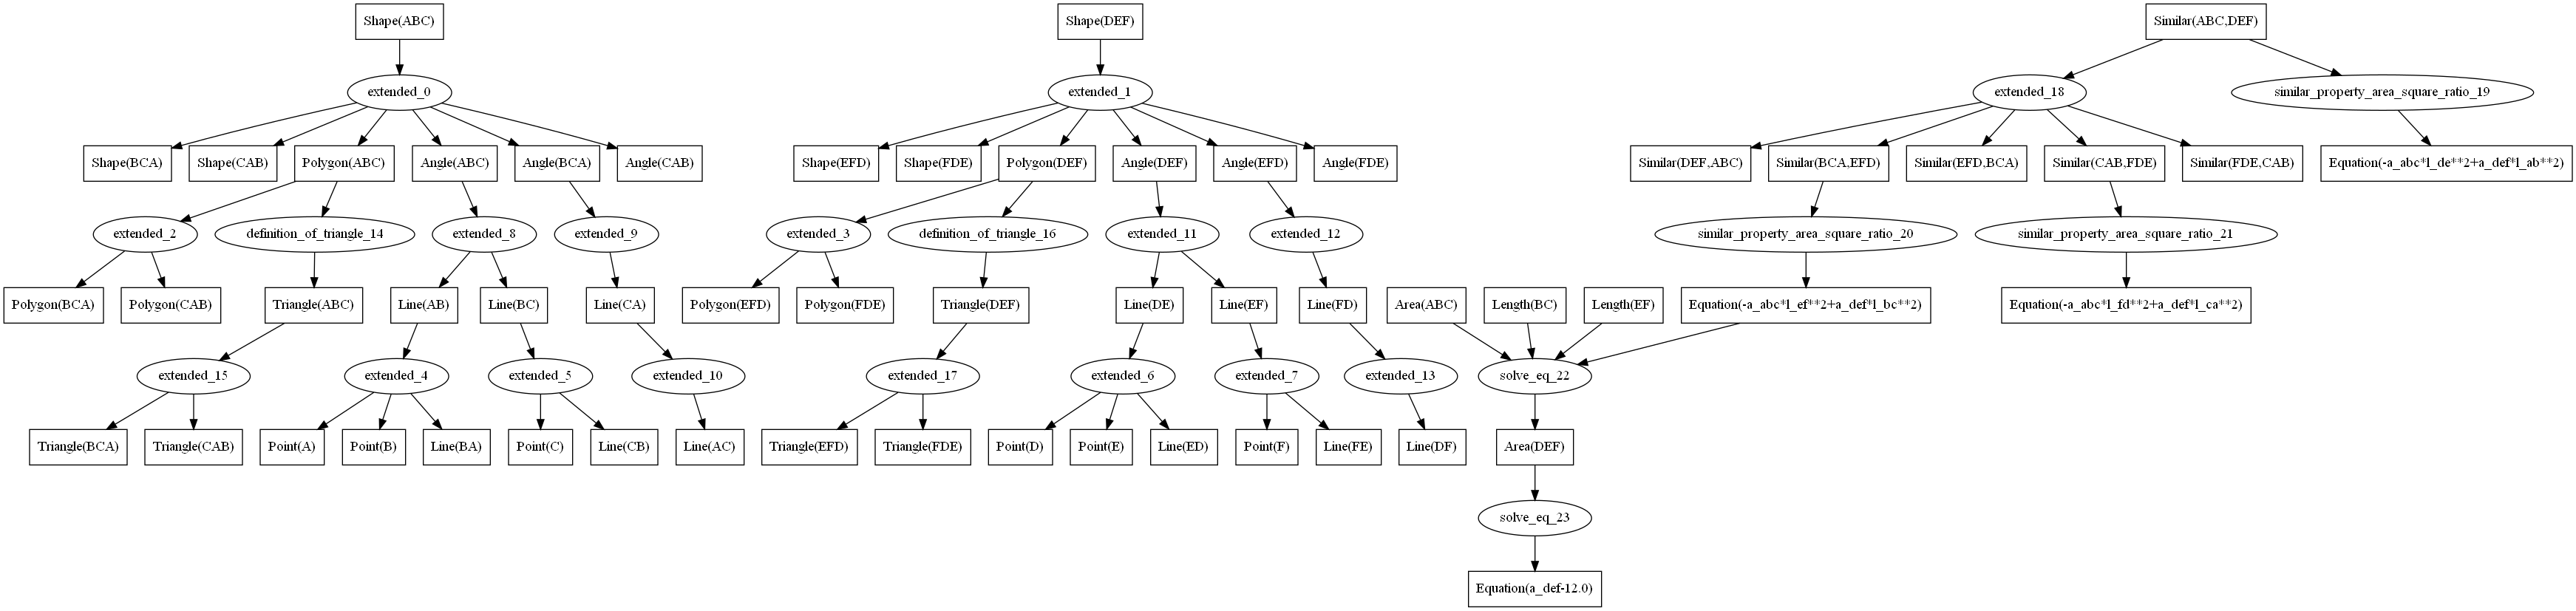 Shape(ABC)
Shape(DEF)
Similar(ABC,DEF)
extended_0
extended_1
extended_18
similar_property_area_square_ratio_19
Shape(BCA)
Shape(CAB)
Polygon(ABC)
Angle(ABC)
Angle(BCA)
Angle(CAB)
Shape(EFD)
Shape(FDE)
Polygon(DEF)
Angle(DEF)
Angle(EFD)
Angle(FDE)
Similar(DEF,ABC)
Similar(BCA,EFD)
Similar(EFD,BCA)
Similar(CAB,FDE)
Similar(FDE,CAB)
Equation(-a_abc*l_de**2+a_def*l_ab**2)
extended_2
definition_of_triangle_14
extended_8
extended_9
extended_3
definition_of_triangle_16
extended_11
extended_12
similar_property_area_square_ratio_20
similar_property_area_square_ratio_21
Polygon(BCA)
Polygon(CAB)
Triangle(ABC)
Line(AB)
Line(BC)
Line(CA)
Polygon(EFD)
Polygon(FDE)
Triangle(DEF)
Line(DE)
Line(EF)
Line(FD)
Area(ABC)
Length(BC)
Length(EF)
Equation(-a_abc*l_ef**2+a_def*l_bc**2)
Equation(-a_abc*l_fd**2+a_def*l_ca**2)
extended_15
extended_4
extended_5
extended_10
extended_17
extended_6
extended_7
extended_13
solve_eq_22
Triangle(BCA)
Triangle(CAB)
Point(A)
Point(B)
Line(BA)
Point(C)
Line(CB)
Line(AC)
Triangle(EFD)
Triangle(FDE)
Point(D)
Point(E)
Line(ED)
Point(F)
Line(FE)
Line(DF)
Area(DEF)
solve_eq_23
Equation(a_def-12.0)